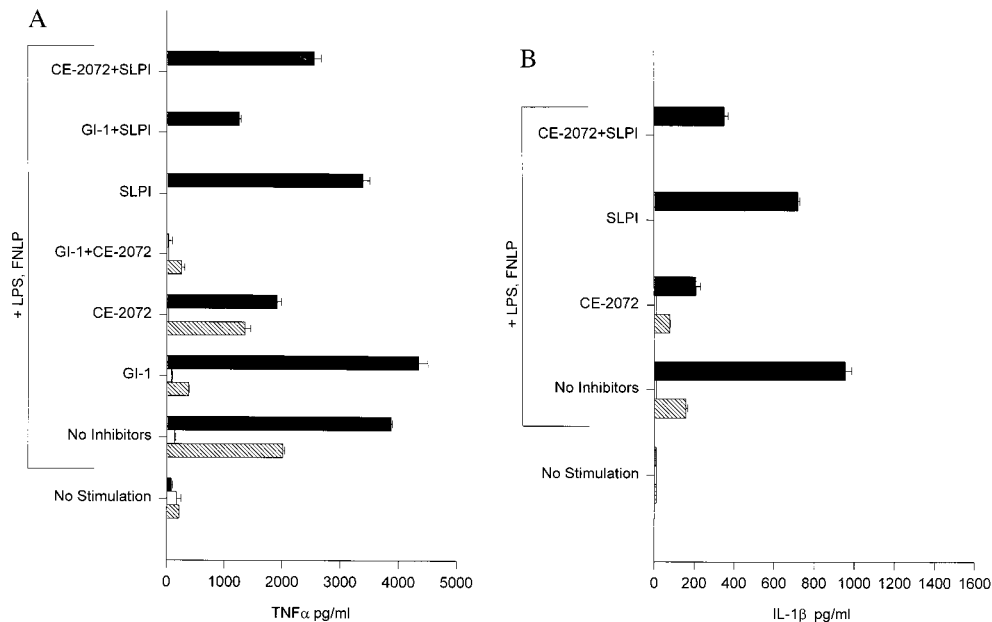 A
+ LPS, FNLP
CE-2072+SLPI
GI-1+SLPI
SLPI
GI-1+CE-2072
CE-2072
GI-1
No Inhibitors
No Stimulation
0 1000 2000 3000 4000 5000
TNFα pg/ml
B
+ LPS, FNLP
CE-2072+SLPI
SLPI
CE-2072
No Inhibitors
No Stimulation
0 200 400 600 800 1000 1200 1400 1600
IL-1β pg/ml